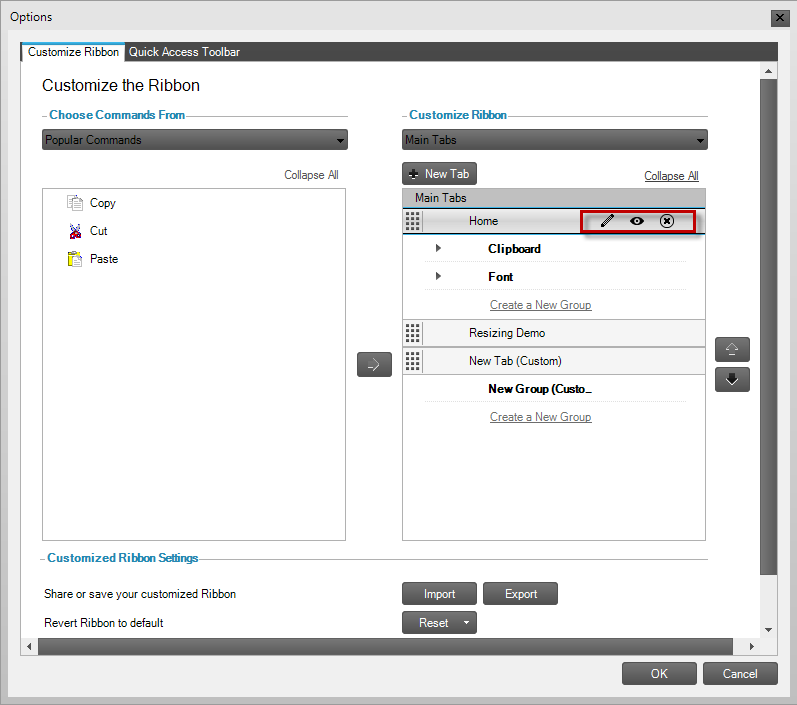 Options
Customize Ribbon
Quick Access Toolbar
Customize the Ribbon
Choose Commands From
Customize Ribbon
Popular Commands
Main Tabs
Collapse All
New Tab
Collapse All
Main Tabs
Copy
Cut
Paste
Home
Clipboard
Font
Create a New Group
Resizing Demo
New Tab (Custom)
New Group (Custo...
Create a New Group
Customized Ribbon Settings
Share or save your customized Ribbon
Import
Export
Revert Ribbon to default
Reset
OK
Cancel